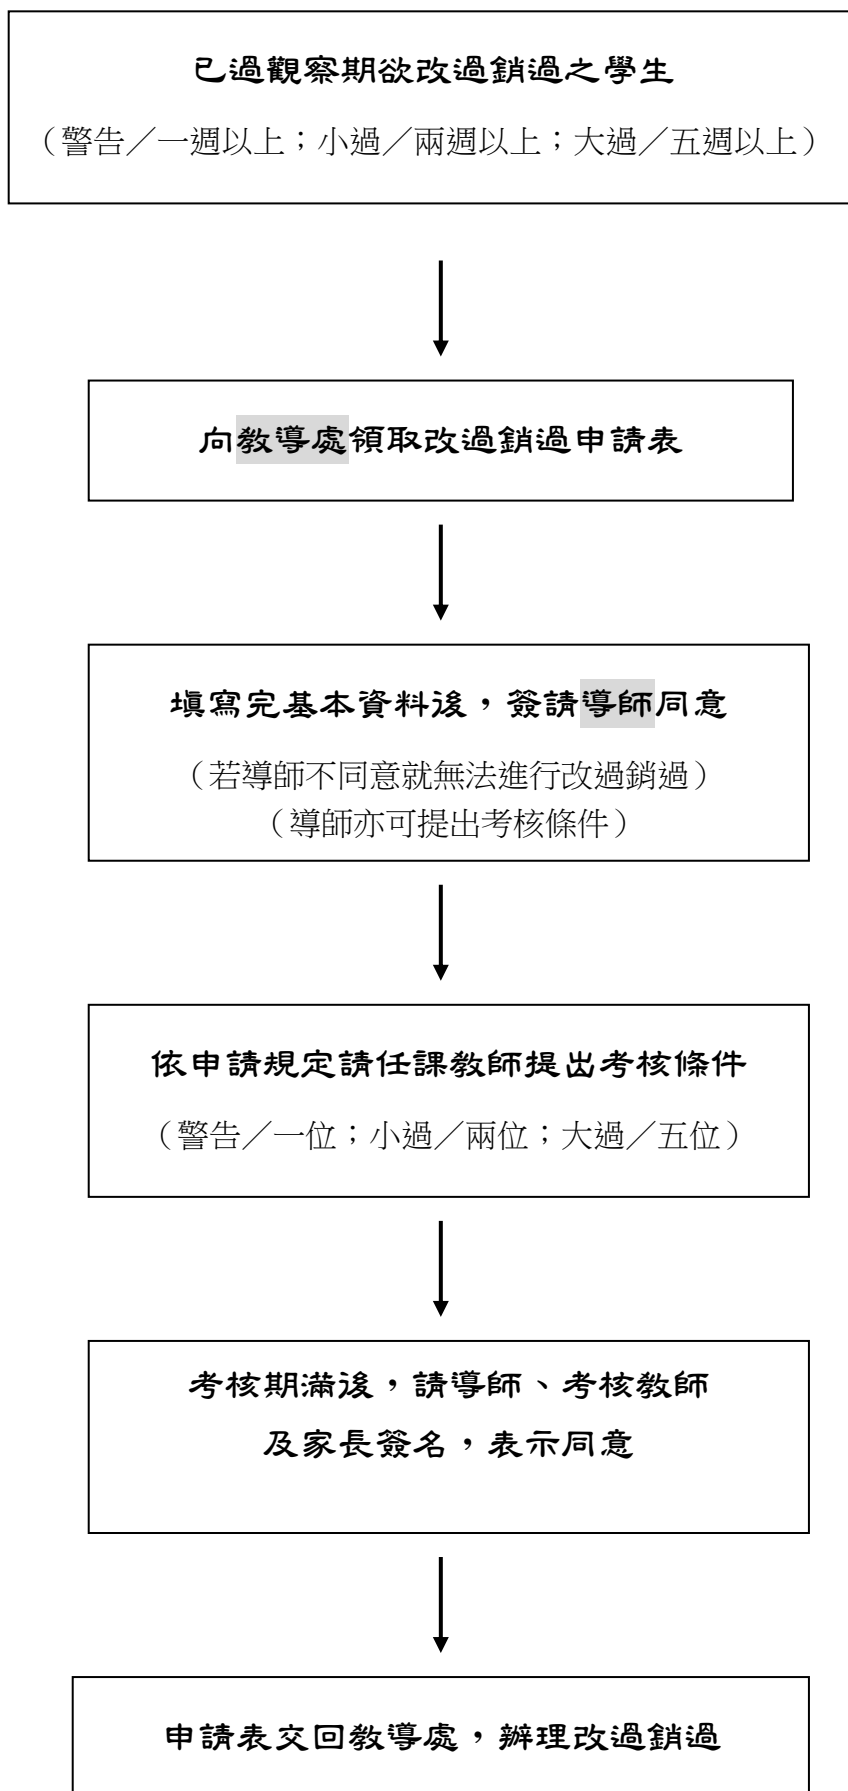 已過觀察期欲改過銷過之學生
（警告／一週以上；小過／兩週以上；大過／五週以上）
向教導處領取改過銷過申請表
填寫完基本資料後，簽請導師同意
（若導師不同意就無法進行改過銷過）
（導師亦可提出考核條件）
依申請規定請任課教師提出考核條件
（警告／一位；小過／兩位；大過／五位）
考核期滿後，請導師、考核教師
及家長簽名，表示同意
申請表交回教導處，辦理改過銷過